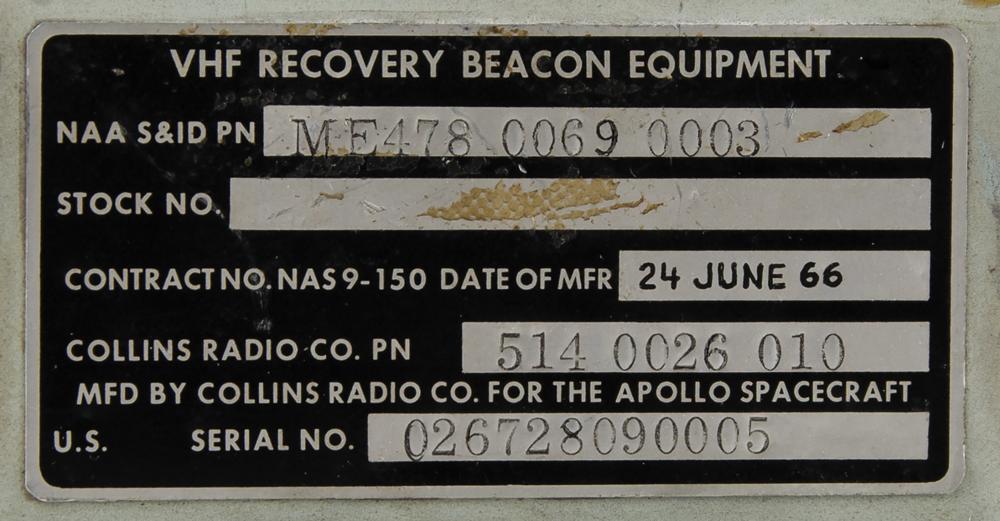 VHF RECOVERY BEACON EQUIPMENT
NAA S&ID PN ME478 0069 0003
STOCK NO.
CONTRACT NO. NAS 9-150 DATE OF MFR 24 JUNE 66
COLLINS RADIO CO. PN 514 0026 010
MFD BY COLLINS RADIO CO. FOR THE APOLLO SPACECRAFT
U.S. SERIAL NO. 026728090005